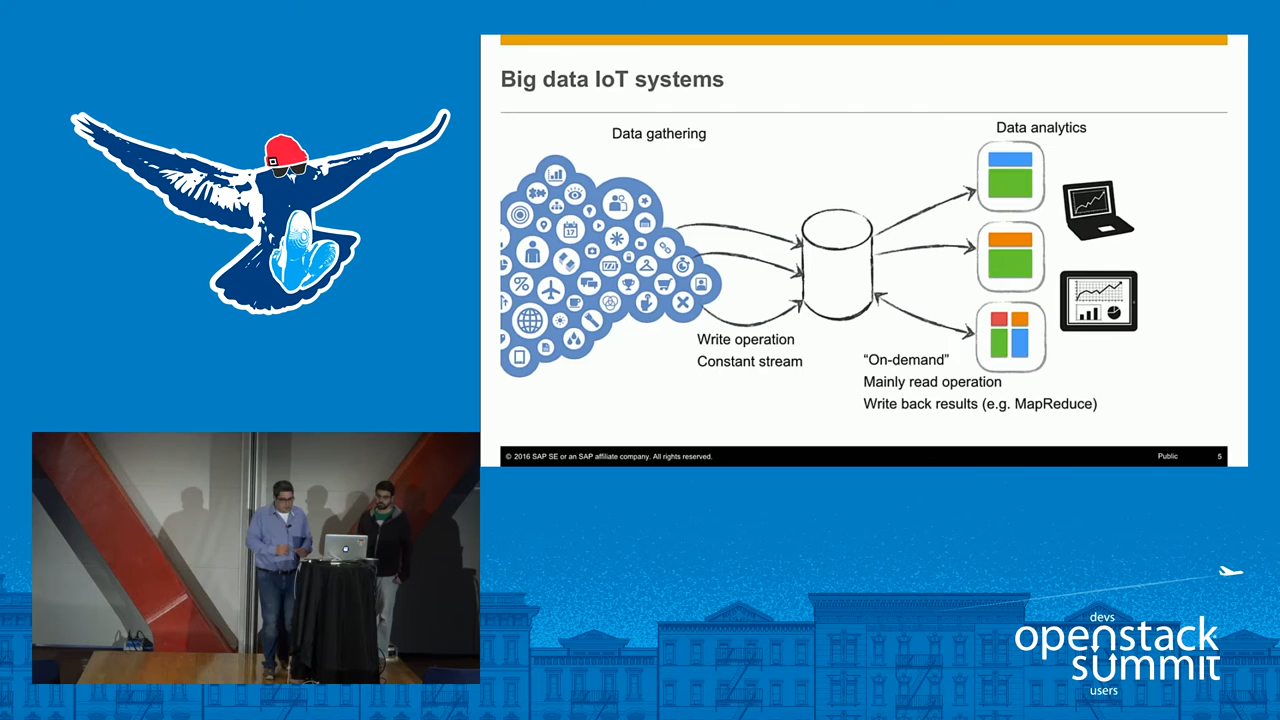 Big data IoT systems
Data gathering
Data analytics
17
Write operation
Constant stream
“On-demand”
Mainly read operation
Write back results (e.g. MapReduce)
© 2016 SAP SE or an SAP affiliate company. All rights reserved.
Public
5
devs
openstack
summit
users